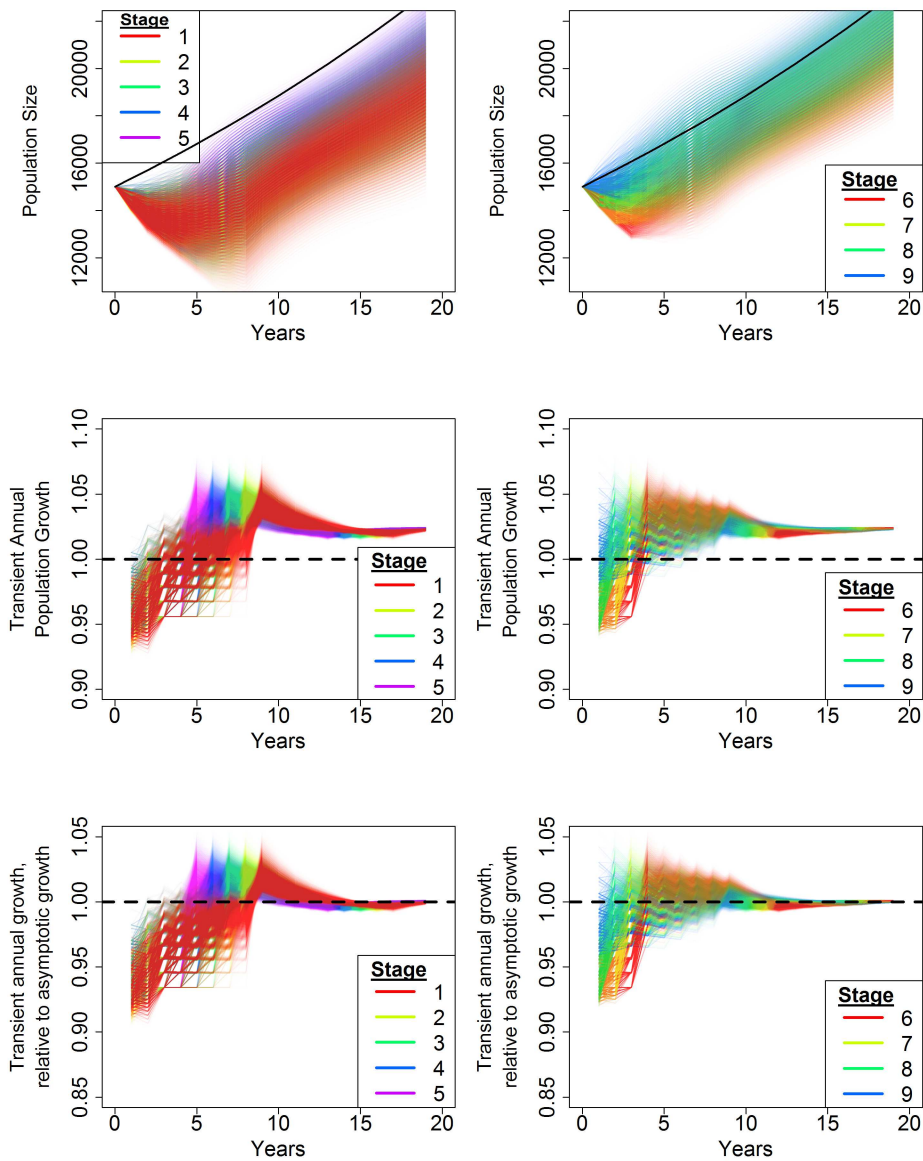 Population Size
12000 16000 20000
Stage
1
2
3
4
5
0 5 10 15 20
Years
Population Size
12000 16000 20000
Stage
6
7
8
9
0 5 10 15 20
Years
Transient Annual
Population Growth
0.90 0.95 1.00 1.05 1.10
Stage
1
2
3
4
5
0 5 10 15 20
Years
Transient Annual
Population Growth
0.90 0.95 1.00 1.05 1.10
Stage
6
7
8
9
0 5 10 15 20
Years
Transient annual growth,
relative to asymptotic growth
0.85 0.90 0.95 1.00 1.05
Stage
1
2
3
4
5
0 5 10 15 20
Years
Transient annual growth,
relative to asymptotic growth
0.85 0.90 0.95 1.00 1.05
Stage
6
7
8
9
0 5 10 15 20
Years